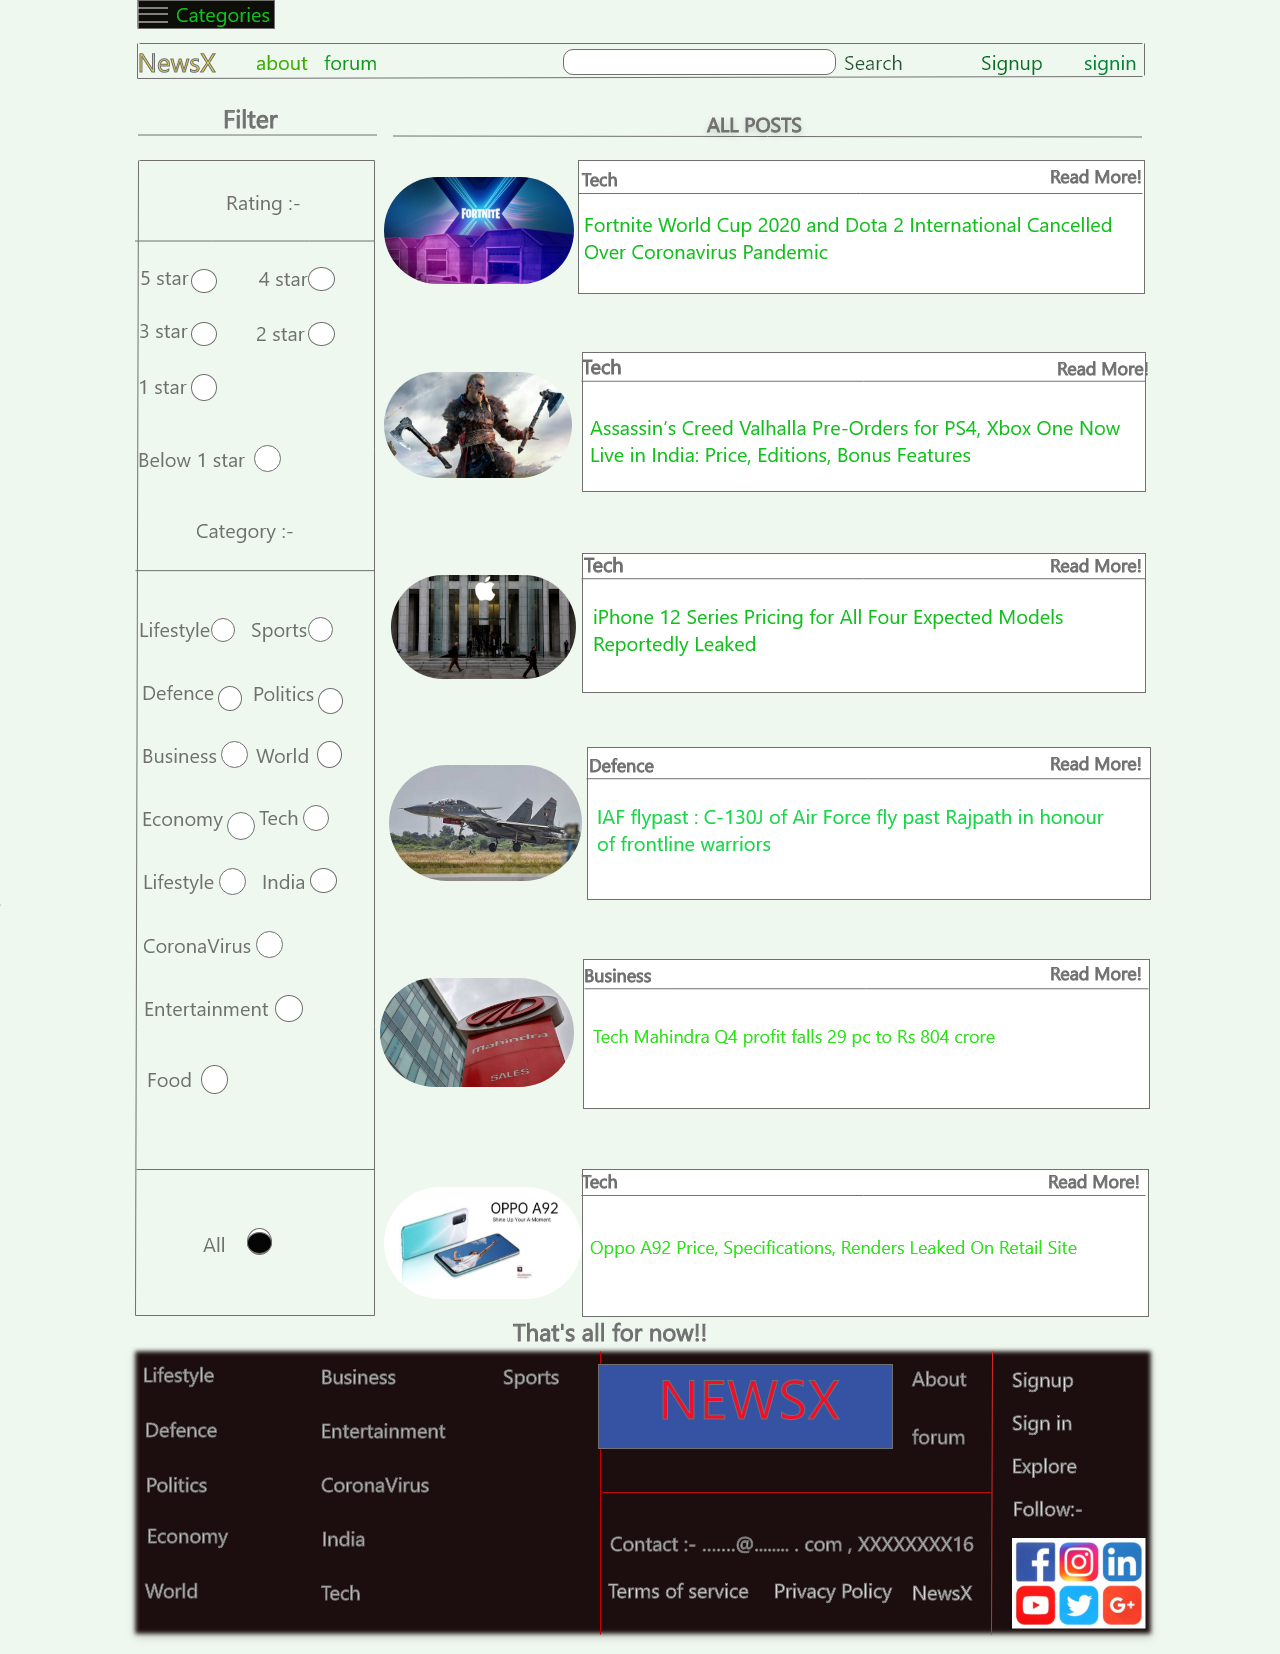 Categories
NewsX about forum Search Signup signin
Filter
ALL POSTS
Rating :-
5 star 4 star
3 star 2 star
1 star
Below 1 star
Category :-
Lifestyle Sports
Defence Politics
Business World
Economy Tech
Lifestyle India
CoronaVirus
Entertainment
Food
All
FORTNITE
Tech Read More!
Fortnite World Cup 2020 and Dota 2 International Cancelled
Over Coronavirus Pandemic
Tech Read More!
Assassin's Creed Valhalla Pre-Orders for PS4, Xbox One Now
Live in India: Price, Editions, Bonus Features
Tech Read More!
iPhone 12 Series Pricing for All Four Expected Models
Reportedly Leaked
Defence Read More!
IAF flypast : C-130J of Air Force fly past Rajpath in honour
of frontline warriors
Mahindra
SALES
Business Read More!
Tech Mahindra Q4 profit falls 29 pc to Rs 804 crore
OPPO A92
Shine Up Your A-Moment
Tech Read More!
Oppo A92 Price, Specifications, Renders Leaked On Retail Site
That's all for now!!
Lifestyle Business Sports
Defence Entertainment
Politics CoronaVirus
Economy India
World Tech
NEWSX
About
forum
Contact :- .......@........ . com , XXXXXXXX16
Terms of service Privacy Policy NewsX
Signup
Sign in
Explore
Follow:-
f in
G+